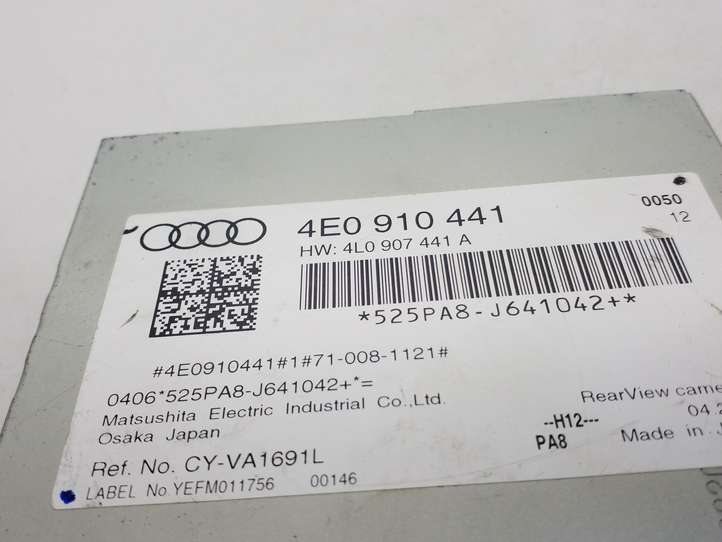 4E0 910 441
0050
HW: 4L0 907 441 A
12
*525PA8-J641042+*
#4E0910441#1#71-008-1121#
0406*525PA8-J641042+*=
Matsushita Electric Industrial Co.,Ltd.
Osaka Japan
RearView came
04.2
--H12---
PA8
Made in J
Ref. No. CY-VA1691L
LABEL No.YEFM011756 00146